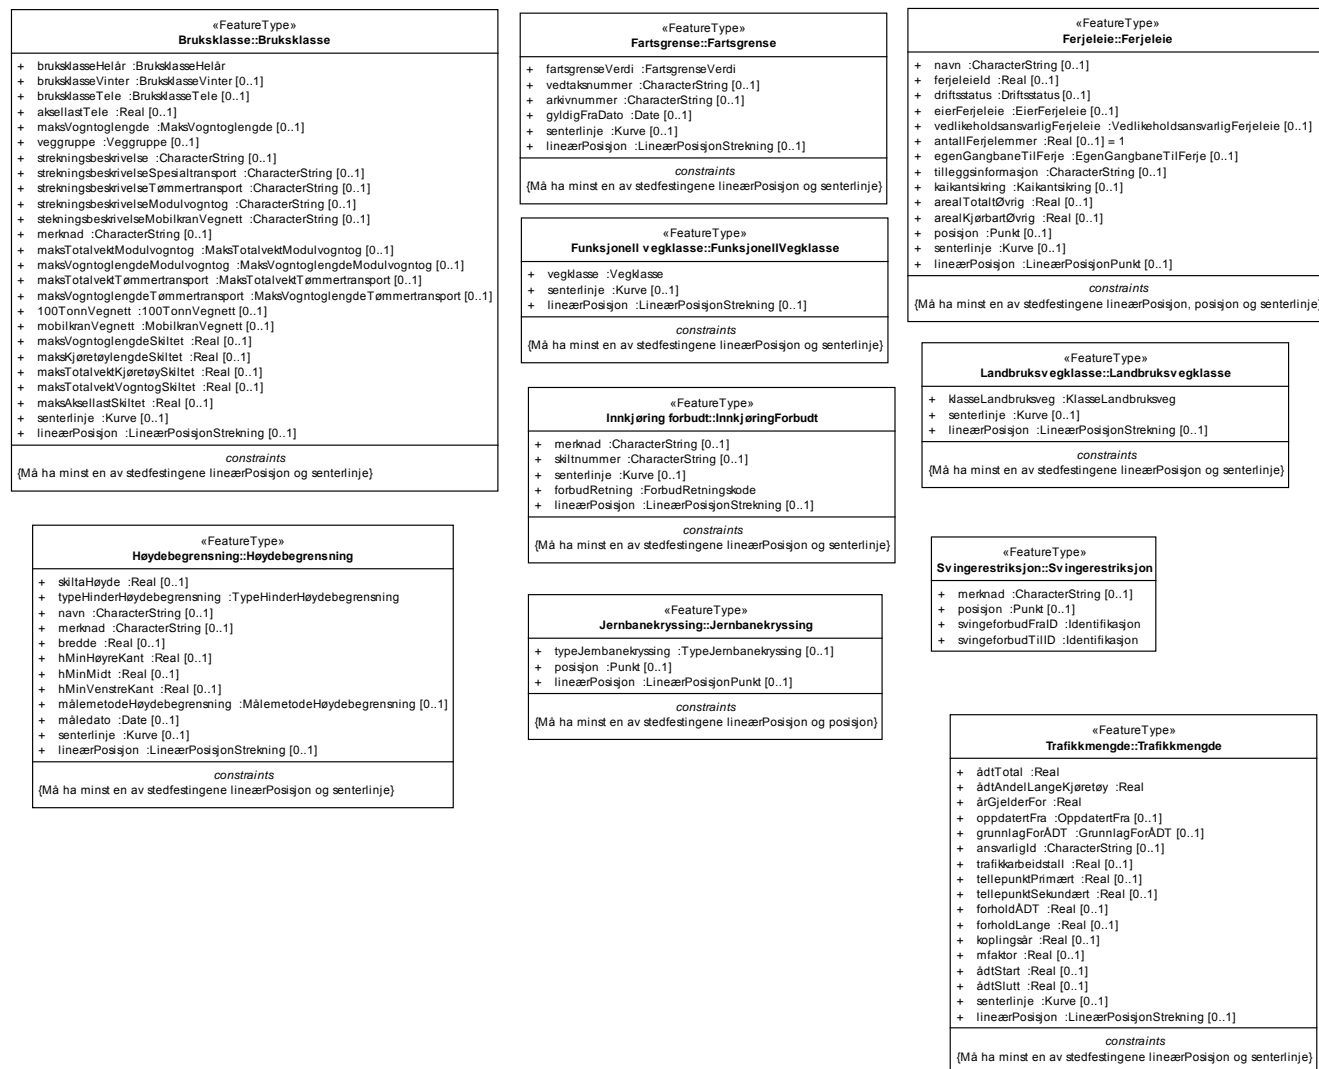 «FeatureType»
Bruksklasse::Bruksklasse
+ bruksklasseHelår :BruksklasseHelår
+ bruksklasseVinter :BruksklasseVinter [0..1]
+ bruksklasseTele :BruksklasseTele [0..1]
+ aksellastTele :Real [0..1]
+ maksVogntoglengde :MaksVogntoglengde [0..1]
+ veggruppe :Veggruppe [0..1]
+ strekningsbeskrivelse :CharacterString [0..1]
+ strekningsbeskrivelseSpesialtransport :CharacterString [0..1]
+ strekningsbeskrivelseTømmertransport :CharacterString [0..1]
+ strekningsbeskrivelseModulvogntog :CharacterString [0..1]
+ stekningsbeskrivelseMobilkranVegnett :CharacterString [0..1]
+ merknad :CharacterString [0..1]
+ maksTotalvektModulvogntog :MaksTotalvektModulvogntog [0..1]
+ maksVogntoglengdeModulvogntog :MaksVogntoglengdeModulvogntog [0..1]
+ maksTotalvektTømmertransport :MaksTotalvektTømmertransport [0..1]
+ maksVogntoglengdeTømmertransport :MaksVogntoglengdeTømmertransport [0..1]
+ 100TonnVegnett :100TonnVegnett [0..1]
+ mobilkranVegnett :MobilkranVegnett [0..1]
+ maksVogntoglengdeSkiltet :Real [0..1]
+ maksKjøretøylengdeSkiltet :Real [0..1]
+ maksTotalvektKjøretøySkiltet :Real [0..1]
+ maksTotalvektVogntogSkiltet :Real [0..1]
+ maksAksellastSkiltet :Real [0..1]
+ senterlinje :Kurve [0..1]
+ lineærPosisjon :LineærPosisjonStrekning [0..1]
constraints
{Må ha minst en av stedfestingene lineærPosisjon og senterlinje}
«FeatureType»
Fartsgrense::Fartsgrense
+ fartsgrenseVerdi :FartsgrenseVerdi
+ vedtaksnummer :CharacterString [0..1]
+ arkivnummer :CharacterString [0..1]
+ gyldigFraDato :Date [0..1]
+ senterlinje :Kurve [0..1]
+ lineærPosisjon :LineærPosisjonStrekning [0..1]
constraints
{Må ha minst en av stedfestingene lineærPosisjon og senterlinje}
«FeatureType»
Ferjeleie::Ferjeleie
+ navn :CharacterString [0..1]
+ ferjeleieId :Real [0..1]
+ driftsstatus :Driftsstatus [0..1]
+ eierFerjeleie :EierFerjeleie [0..1]
+ vedlikeholdsansvarligFerjeleie :VedlikeholdsansvarligFerjeleie [0..1]
+ antallFerjelemmer :Real [0..1] = 1
+ egenGangbaneTilFerje :EgenGangbaneTilFerje [0..1]
+ tilleggsinformasjon :CharacterString [0..1]
+ kaikantsikring :Kaikantsikring [0..1]
+ arealTotaltØvrig :Real [0..1]
+ arealKjørbartØvrig :Real [0..1]
+ posisjon :Punkt [0..1]
+ senterlinje :Kurve [0..1]
+ lineærPosisjon :LineærPosisjonPunkt [0..1]
constraints
{Må ha minst en av stedfestingene lineærPosisjon, posisjon og senterlinje}
«FeatureType»
Funksjonell vegklasse::FunksjonellVegklasse
+ vegklasse :Vegklasse
+ senterlinje :Kurve [0..1]
+ lineærPosisjon :LineærPosisjonStrekning [0..1]
constraints
{Må ha minst en av stedfestingene lineærPosisjon og senterlinje}
«FeatureType»
Landbruksvegklasse::Landbruksvegklasse
+ klasseLandbruksveg :KlasseLandbruksveg
+ senterlinje :Kurve [0..1]
+ lineærPosisjon :LineærPosisjonStrekning [0..1]
constraints
{Må ha minst en av stedfestingene lineærPosisjon og senterlinje}
«FeatureType»
Innkjøring forbudt::InnkjøringForbudt
+ merknad :CharacterString [0..1]
+ skiltnummer :CharacterString [0..1]
+ senterlinje :Kurve [0..1]
+ forbudRetning :ForbudRetningskode
+ lineærPosisjon :LineærPosisjonStrekning [0..1]
constraints
{Må ha minst en av stedfestingene lineærPosisjon og senterlinje}
«FeatureType»
Høydebegrensning::Høydebegrensning
+ skiltaHøyde :Real [0..1]
+ typeHinderHøydebegrensning :TypeHinderHøydebegrensning
+ navn :CharacterString [0..1]
+ merknad :CharacterString [0..1]
+ bredde :Real [0..1]
+ hMinHøyreKant :Real [0..1]
+ hMinMidt :Real [0..1]
+ hMinVenstreKant :Real [0..1]
+ målemetodeHøydebegrensning :MålemetodeHøydebegrensning [0..1]
+ måledato :Date [0..1]
+ senterlinje :Kurve [0..1]
+ lineærPosisjon :LineærPosisjonStrekning [0..1]
constraints
{Må ha minst en av stedfestingene lineærPosisjon og senterlinje}
«FeatureType»
Svingerestriksjon::Svingerestriksjon
+ merknad :CharacterString [0..1]
+ posisjon :Punkt [0..1]
+ svingeforbudFraID :Identifikasjon
+ svingeforbudTilID :Identifikasjon
«FeatureType»
Jernbanekryssing::Jernbanekryssing
+ typeJernbanekryssing :TypeJernbanekryssing [0..1]
+ posisjon :Punkt [0..1]
+ lineærPosisjon :LineærPosisjonPunkt [0..1]
constraints
{Må ha minst en av stedfestingene lineærPosisjon og posisjon}
«FeatureType»
Trafikkmengde::Trafikkmengde
+ ådtTotal :Real
+ ådtAndelLangeKjøretøy :Real
+ årGjelderFor :Real
+ oppdatertFra :OppdatertFra [0..1]
+ grunnlagForÅDT :GrunnlagForÅDT [0..1]
+ ansvarligId :CharacterString [0..1]
+ trafikkarbeidstall :Real [0..1]
+ tellepunktPrimært :Real [0..1]
+ tellepunktSekundært :Real [0..1]
+ forholdÅDT :Real [0..1]
+ forholdLange :Real [0..1]
+ koplingsår :Real [0..1]
+ mfaktor :Real [0..1]
+ ådtStart :Real [0..1]
+ ådtSlutt :Real [0..1]
+ senterlinje :Kurve [0..1]
+ lineærPosisjon :LineærPosisjonStrekning [0..1]
constraints
{Må ha minst en av stedfestingene lineærPosisjon og senterlinje}